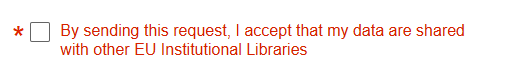 * By sending this request, I accept that my data are shared
with other EU Institutional Libraries